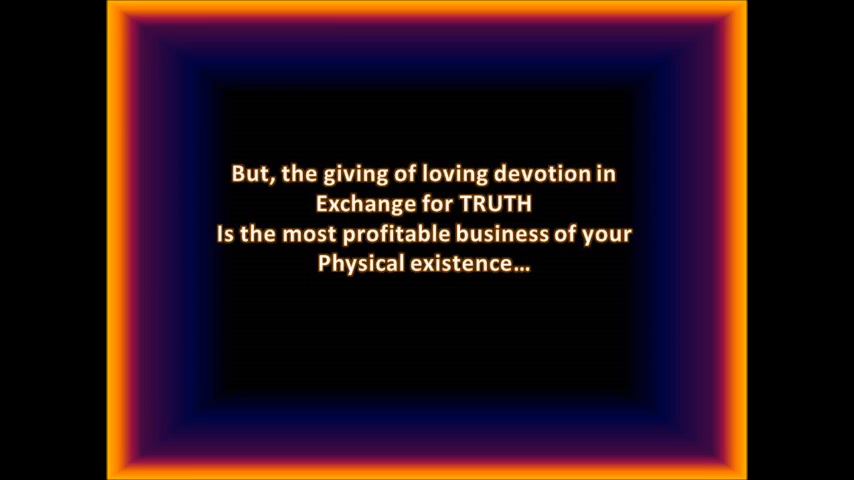 But, the giving of loving devotion in
Exchange for TRUTH
Is the most profitable business of your
Physical existence…